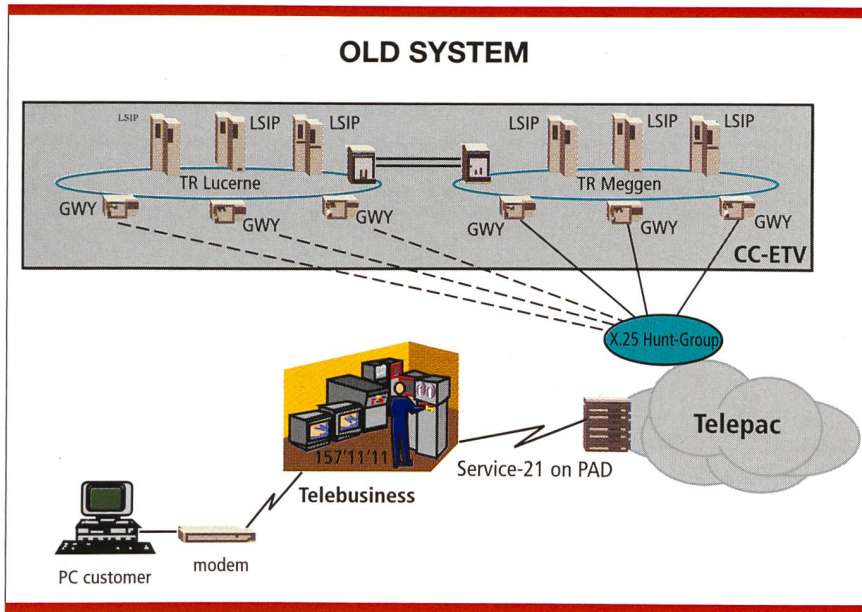 OLD SYSTEM
LSIP
LSIP
LSIP
LSIP
LSIP
LSIP
TR Lucerne
TR Meggen
GWY
GWY
GWY
GWY
GWY
GWY
CC-ETV
X.25 Hunt-Group
Telepac
157'11'11
Service-21 on PAD
Telebusiness
modem
PC customer